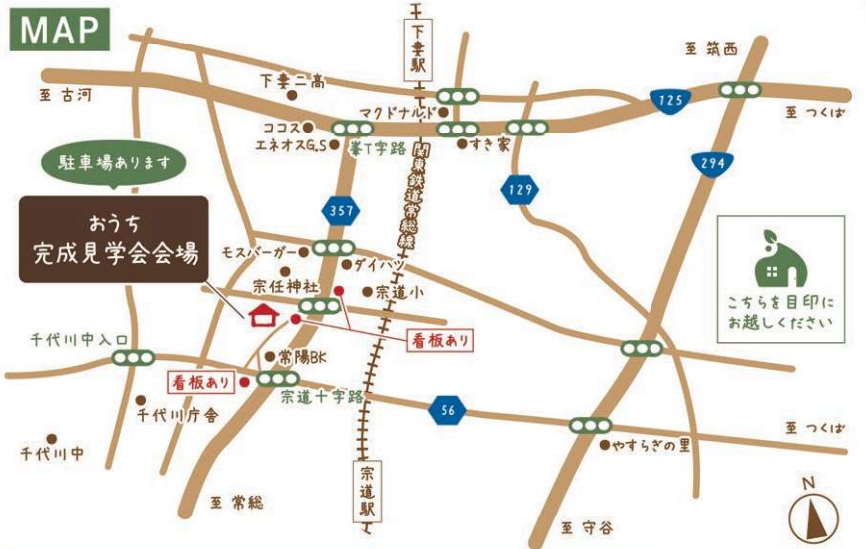 MAP
下妻駅
至 筑西
下妻二高
至 古河
マクドナルド
125
至 つくば
ココス
エネオスG.S
峯T字路
すき家
関東鉄道常総線
294
129
駐車場あります
357
おうち
完成見学会会場
モスバーガー
ダイハツ
宗任神社
宗道小
こちらを目印に
お越しください
千代川中入口
看板あり
常陽BK
看板あり
宗道十字路
千代川庁舎
56
千代川中
至 つくば
やすらぎの里
宗道駅
至 常総
至 守谷
N